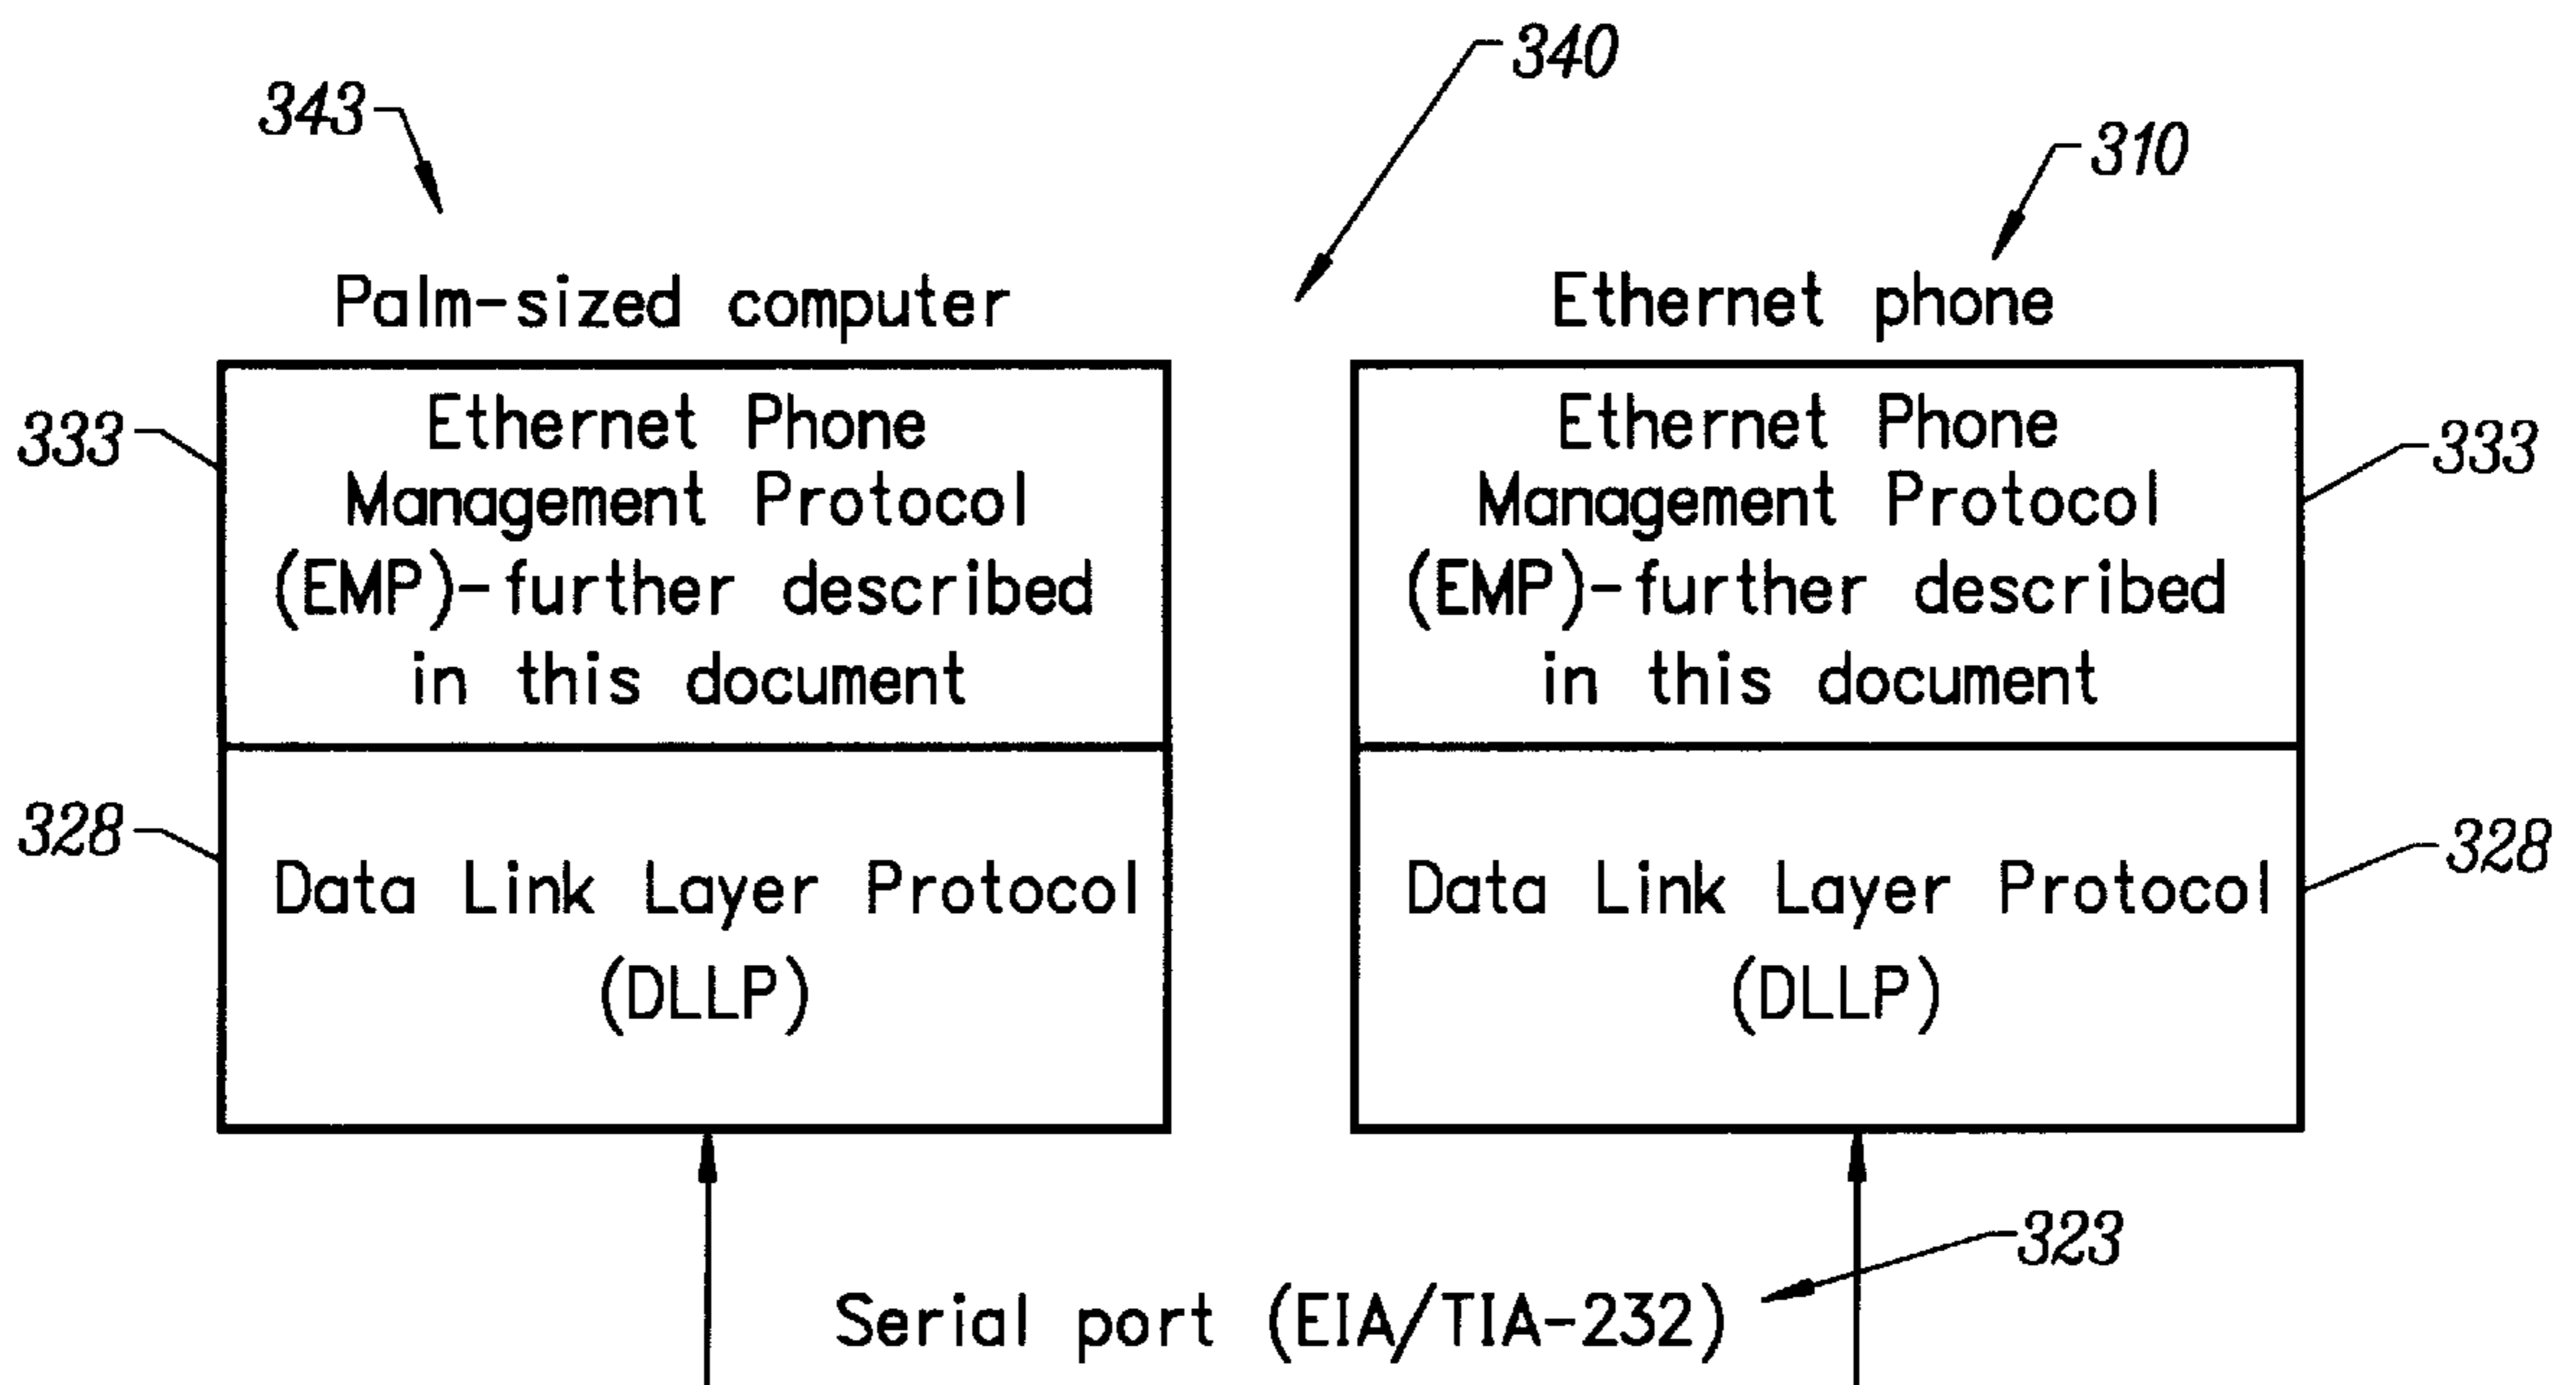 340
343
310
Palm-sized computer
Ethernet phone
333
Ethernet Phone
Management Protocol
(EMP)-further described
in this document
328
Data Link Layer Protocol
(DLLP)
Ethernet Phone
Management Protocol
(EMP)-further described
in this document
333
Data Link Layer Protocol
(DLLP)
328
323
Serial port (EIA/TIA-232)